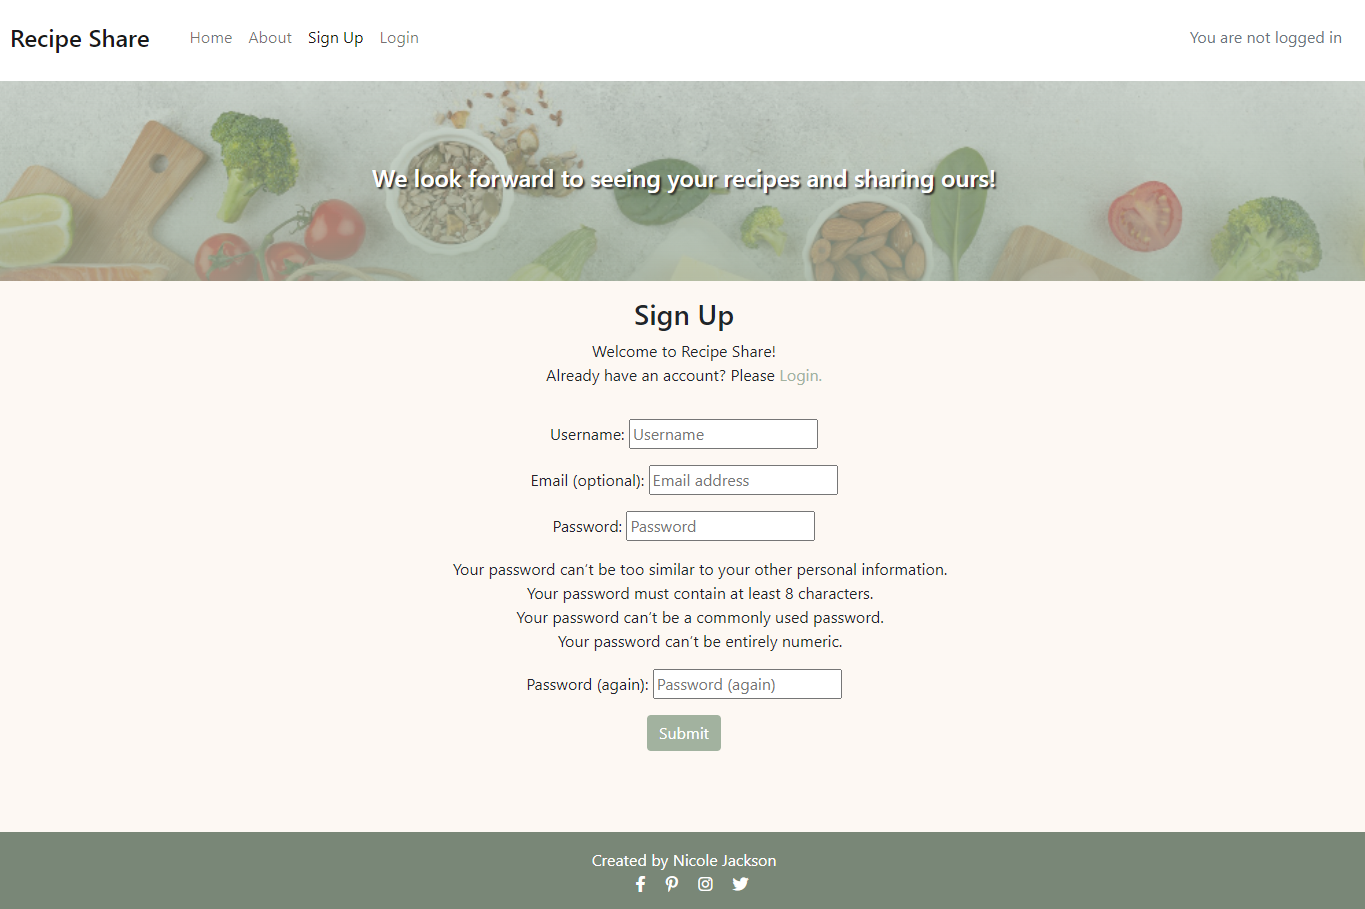 Recipe Share Home About Sign Up Login You are not logged in
We look forward to seeing your recipes and sharing ours!
Sign Up
Welcome to Recipe Share!
Already have an account? Please Login.
Username: Username
Email (optional): Email address
Password: Password
Your password can't be too similar to your other personal information.
Your password must contain at least 8 characters.
Your password can't be a commonly used password.
Your password can't be entirely numeric.
Password (again): Password (again)
Submit
Created by Nicole Jackson